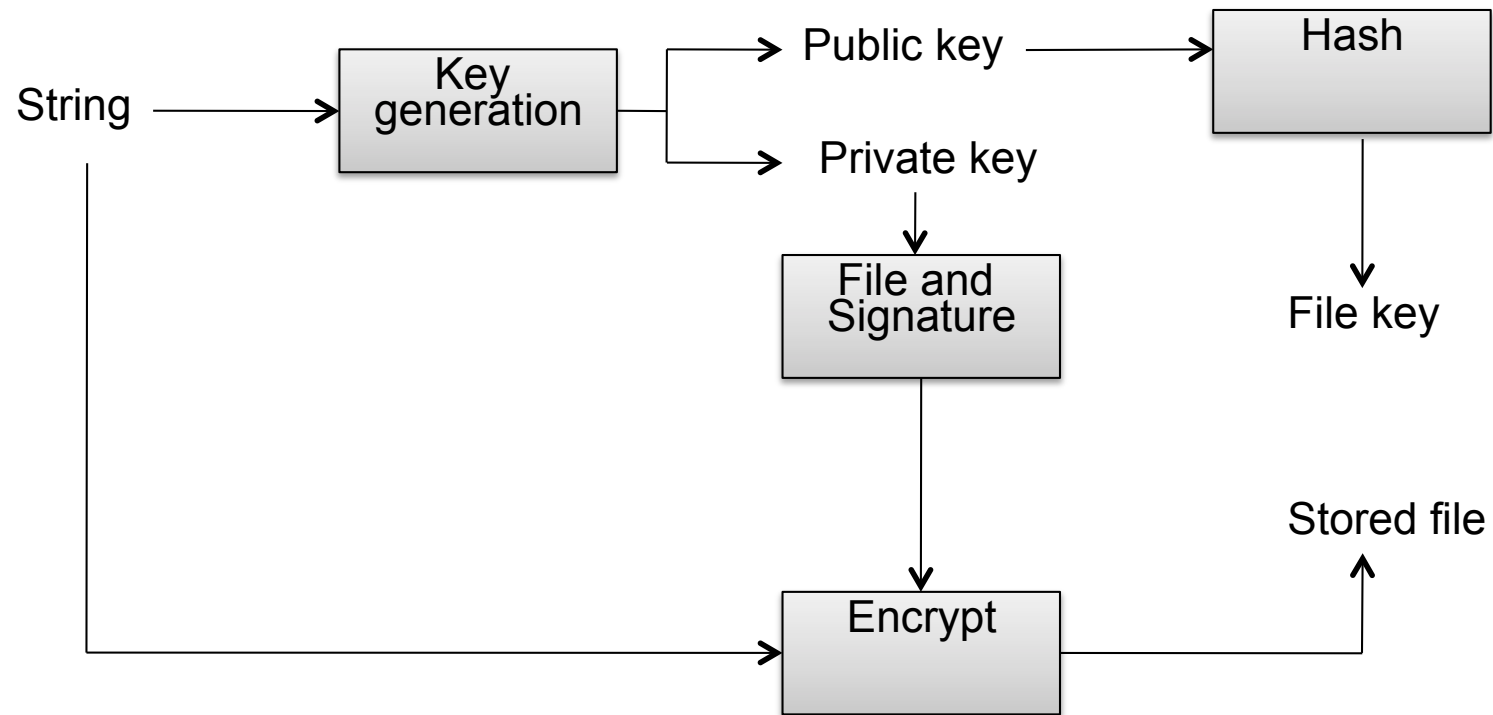 Public key
Hash
Key
generation
String
Private key
File and
Signature
File key
Stored file
Encrypt